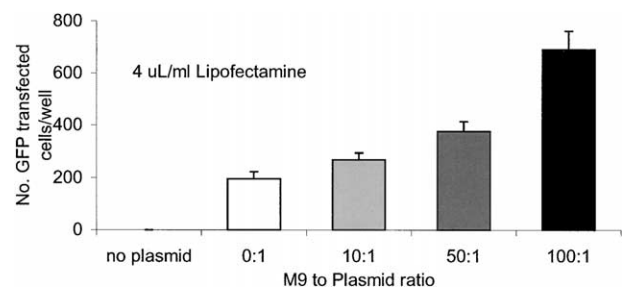 800
600
400
200
0
No. GFP transfected
cells/well
4 uL/ml Lipofectamine
no plasmid 0:1 10:1 50:1 100:1
M9 to Plasmid ratio